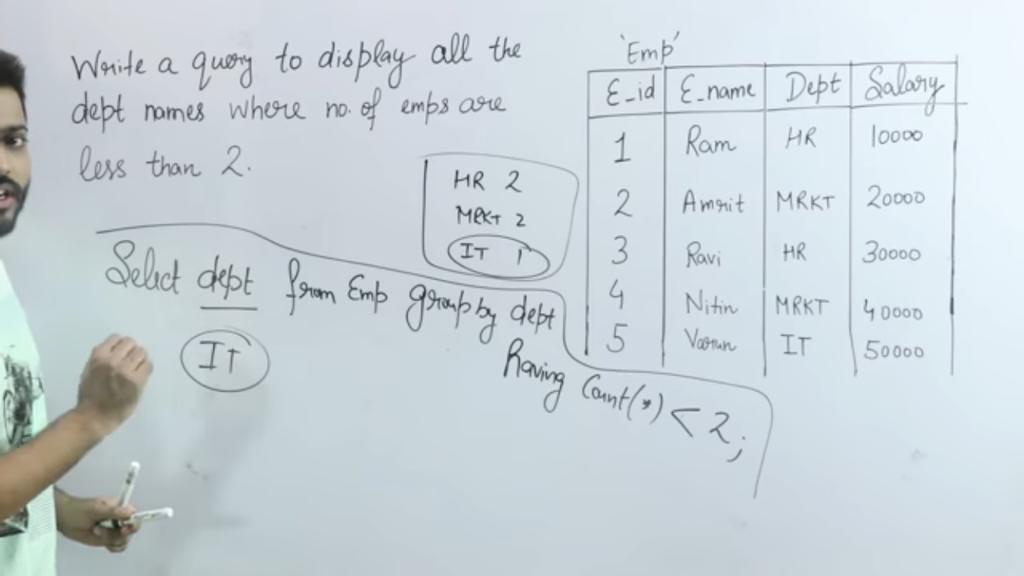 Write a query to display all the
dept names where no. of emps are
less than 2.
HR 2
MRKT 2
IT 1
Select dept from Emp group by dept
Having Count(*) < 2;
IT
'Emp'
E_id E_name Dept Salary
1 Ram HR 10000
2 Amrit MRKT 20000
3 Ravi HR 30000
4 Nitin MRKT 40000
5 Varun IT 50000